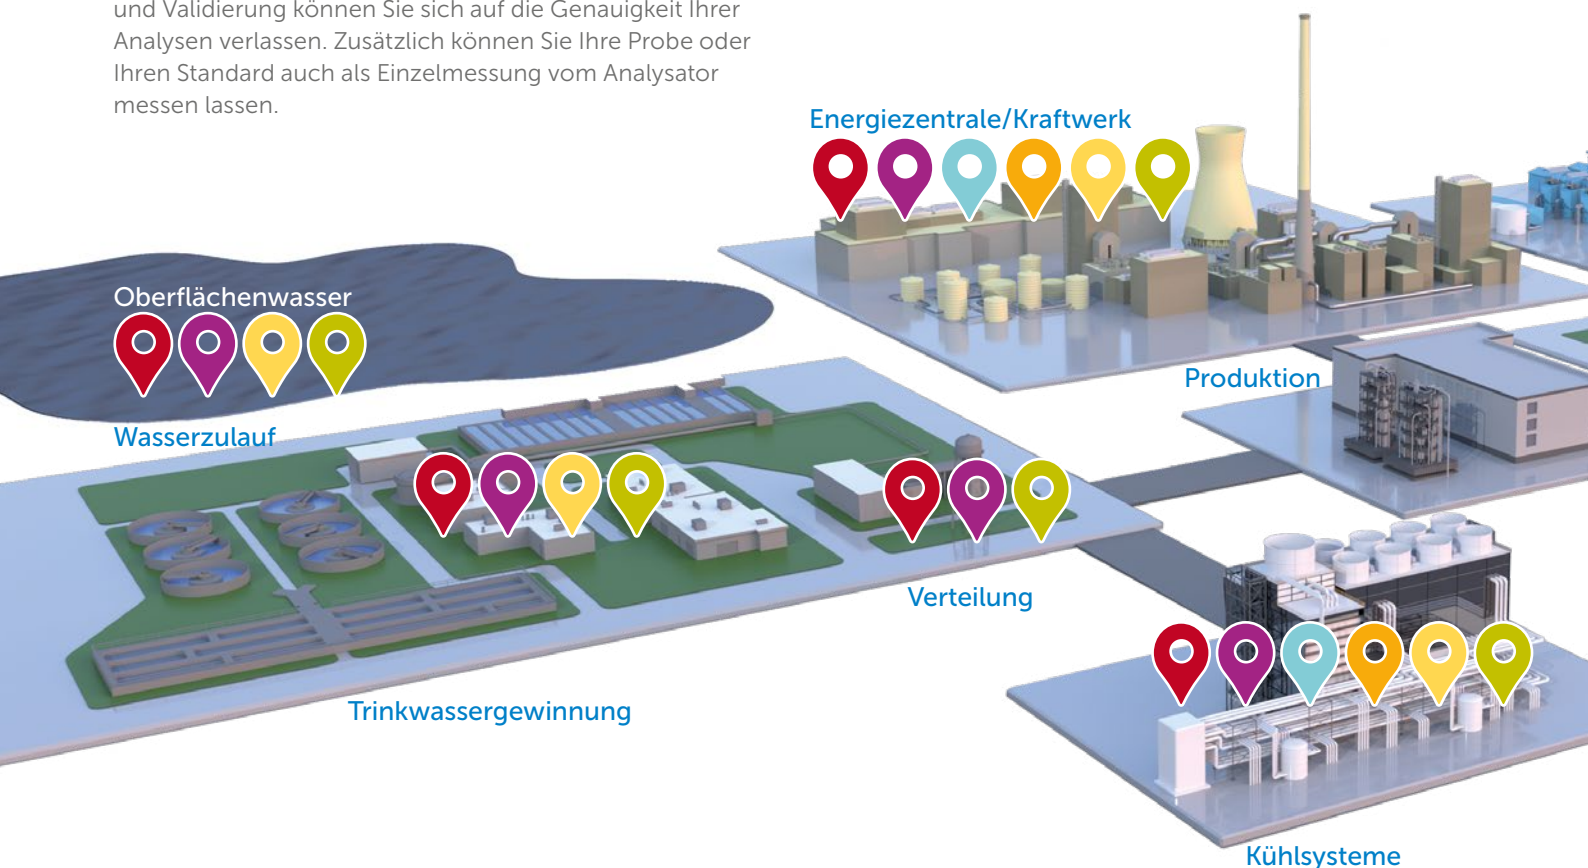 und Validierung können Sie sich auf die Genauigkeit Ihrer
Analysen verlassen. Zusätzlich können Sie Ihre Probe oder
Ihren Standard auch als Einzelmessung vom Analysator
messen lassen.
Energiezentrale/Kraftwerk
Oberflächenwasser
Produktion
Wasserzulauf
Verteilung
Trinkwassergewinnung
Kühlsysteme